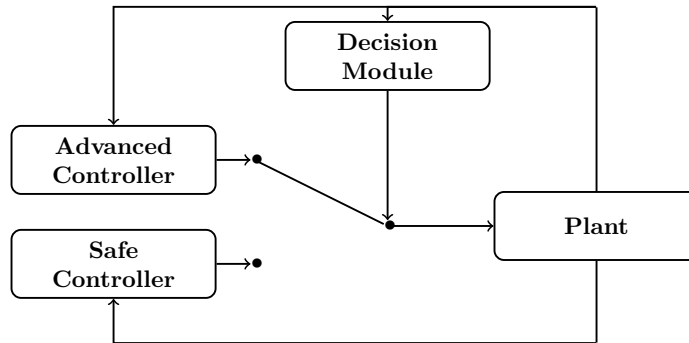 Decision
Module
Advanced
Controller
Plant
Safe
Controller